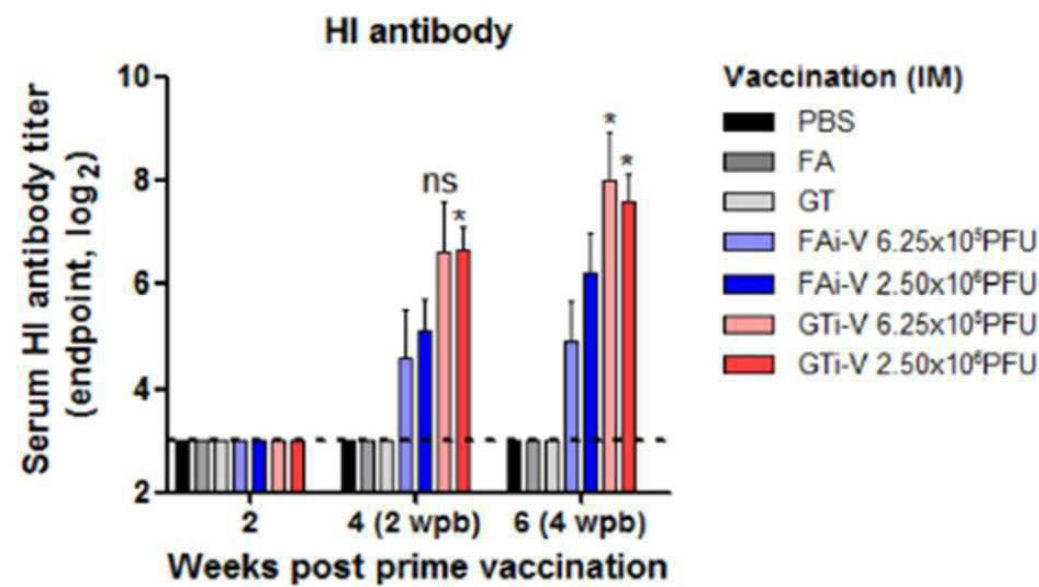 HI antibody
Serum HI antibody titer
(endpoint, log₂)
10
8
6
4
2
ns
*
*
*
2
4 (2 wpb)
6 (4 wpb)
Weeks post prime vaccination
Vaccination (IM)
PBS
FA
GT
FAi-V 6.25x10⁵PFU
FAi-V 2.50x10⁶PFU
GTi-V 6.25x10⁵PFU
GTi-V 2.50x10⁶PFU